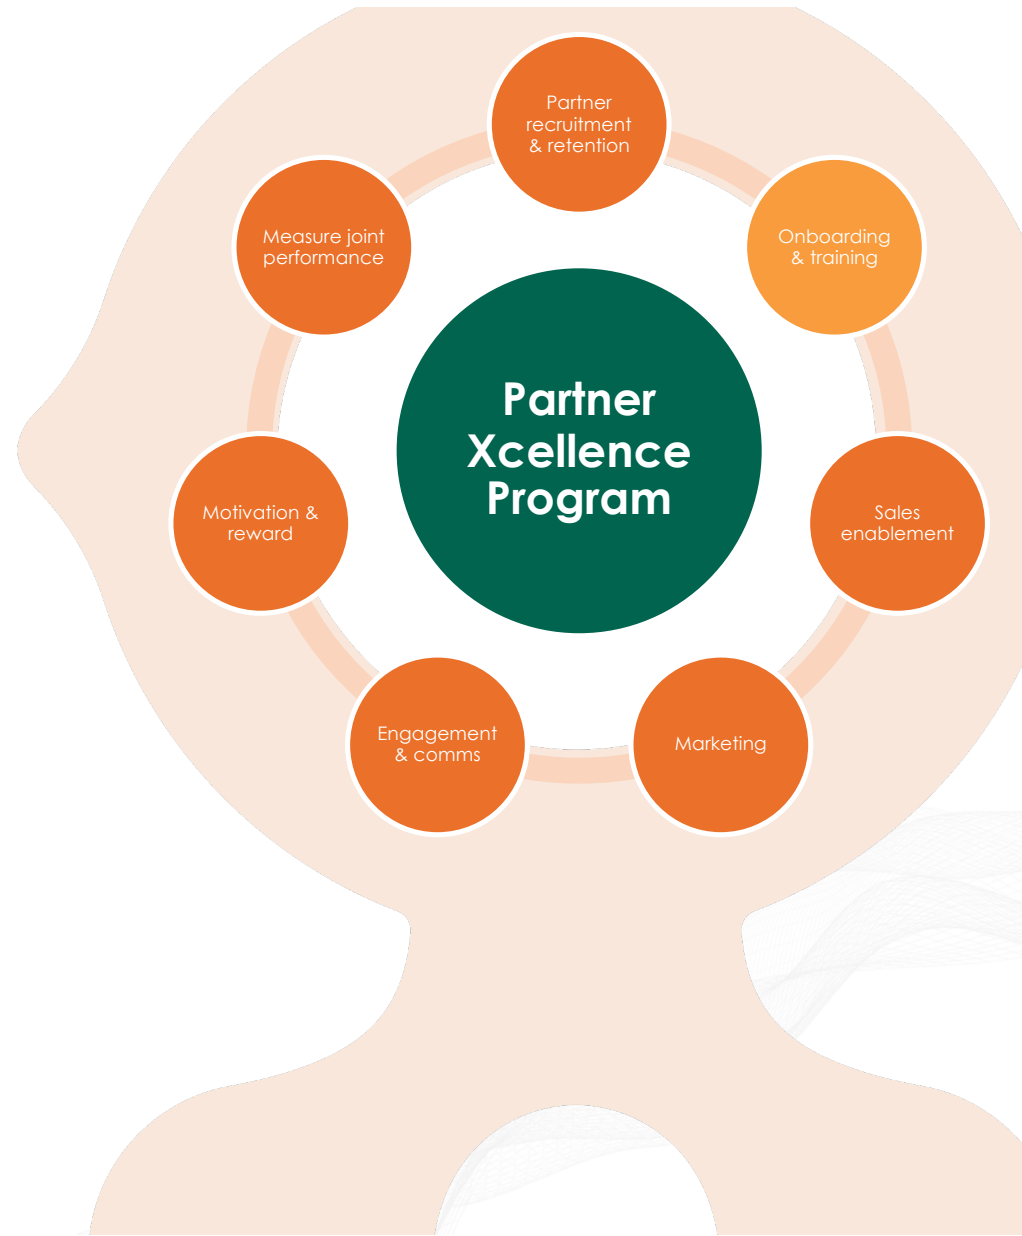 Partner
recruitment
& retention
Onboarding
& training
Sales
enablement
Marketing
Engagement
& comms
Motivation &
reward
Measure joint
performance
Partner
Xcellence
Program